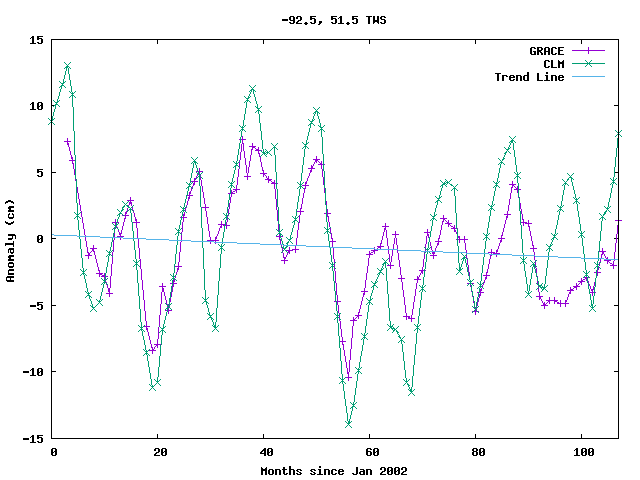 -92.5, 51.5 TWS
GRACE
CLM
Trend Line
15
10
5
0
-5
-10
-15
Anomaly (cm)
0 20 40 60 80 100
Months since Jan 2002